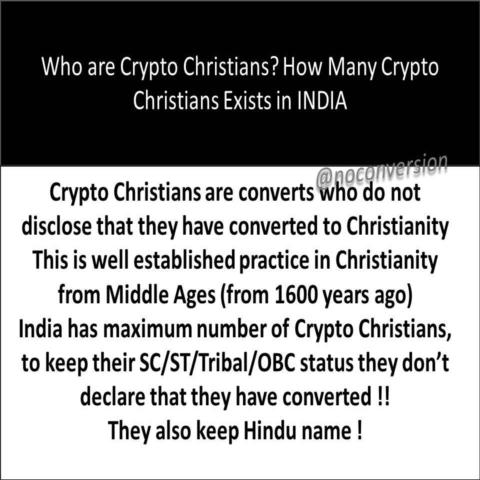 Who are Crypto Christians? How Many Crypto
Christians Exists in INDIA
@noconversion
Crypto Christians are converts who do not
disclose that they have converted to Christianity
This is well established practice in Christianity
from Middle Ages (from 1600 years ago)
India has maximum number of Crypto Christians,
to keep their SC/ST/Tribal/OBC status they don’t
declare that they have converted !!
They also keep Hindu name !